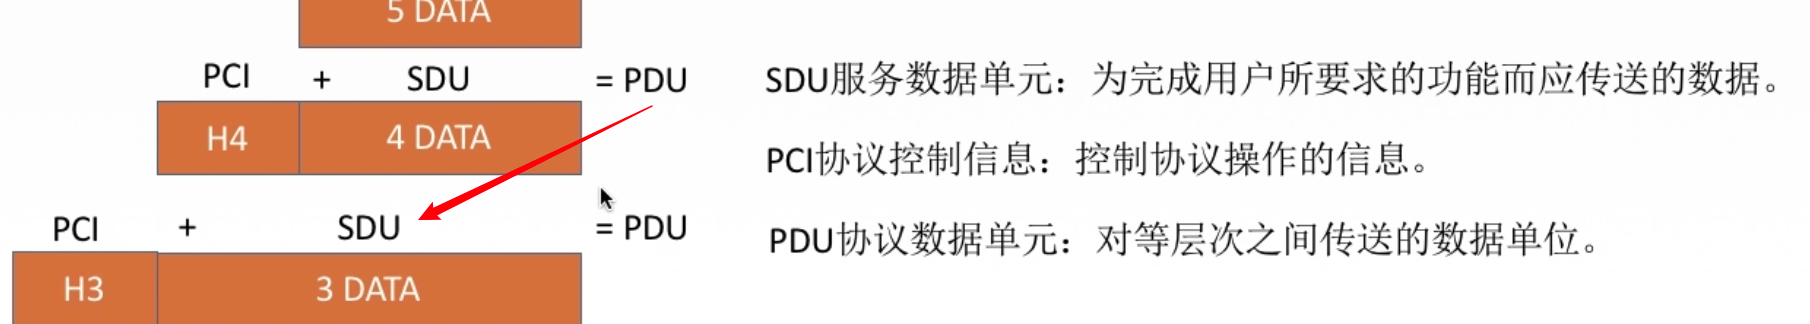 5 DATA
PCI + SDU = PDU
SDU服务数据单元：为完成用户所要求的功能而应传送的数据。
H4 4 DATA
PCI协议控制信息：控制协议操作的信息。
PCI + SDU = PDU
PDU协议数据单元：对等层次之间传送的数据单位。
H3 3 DATA